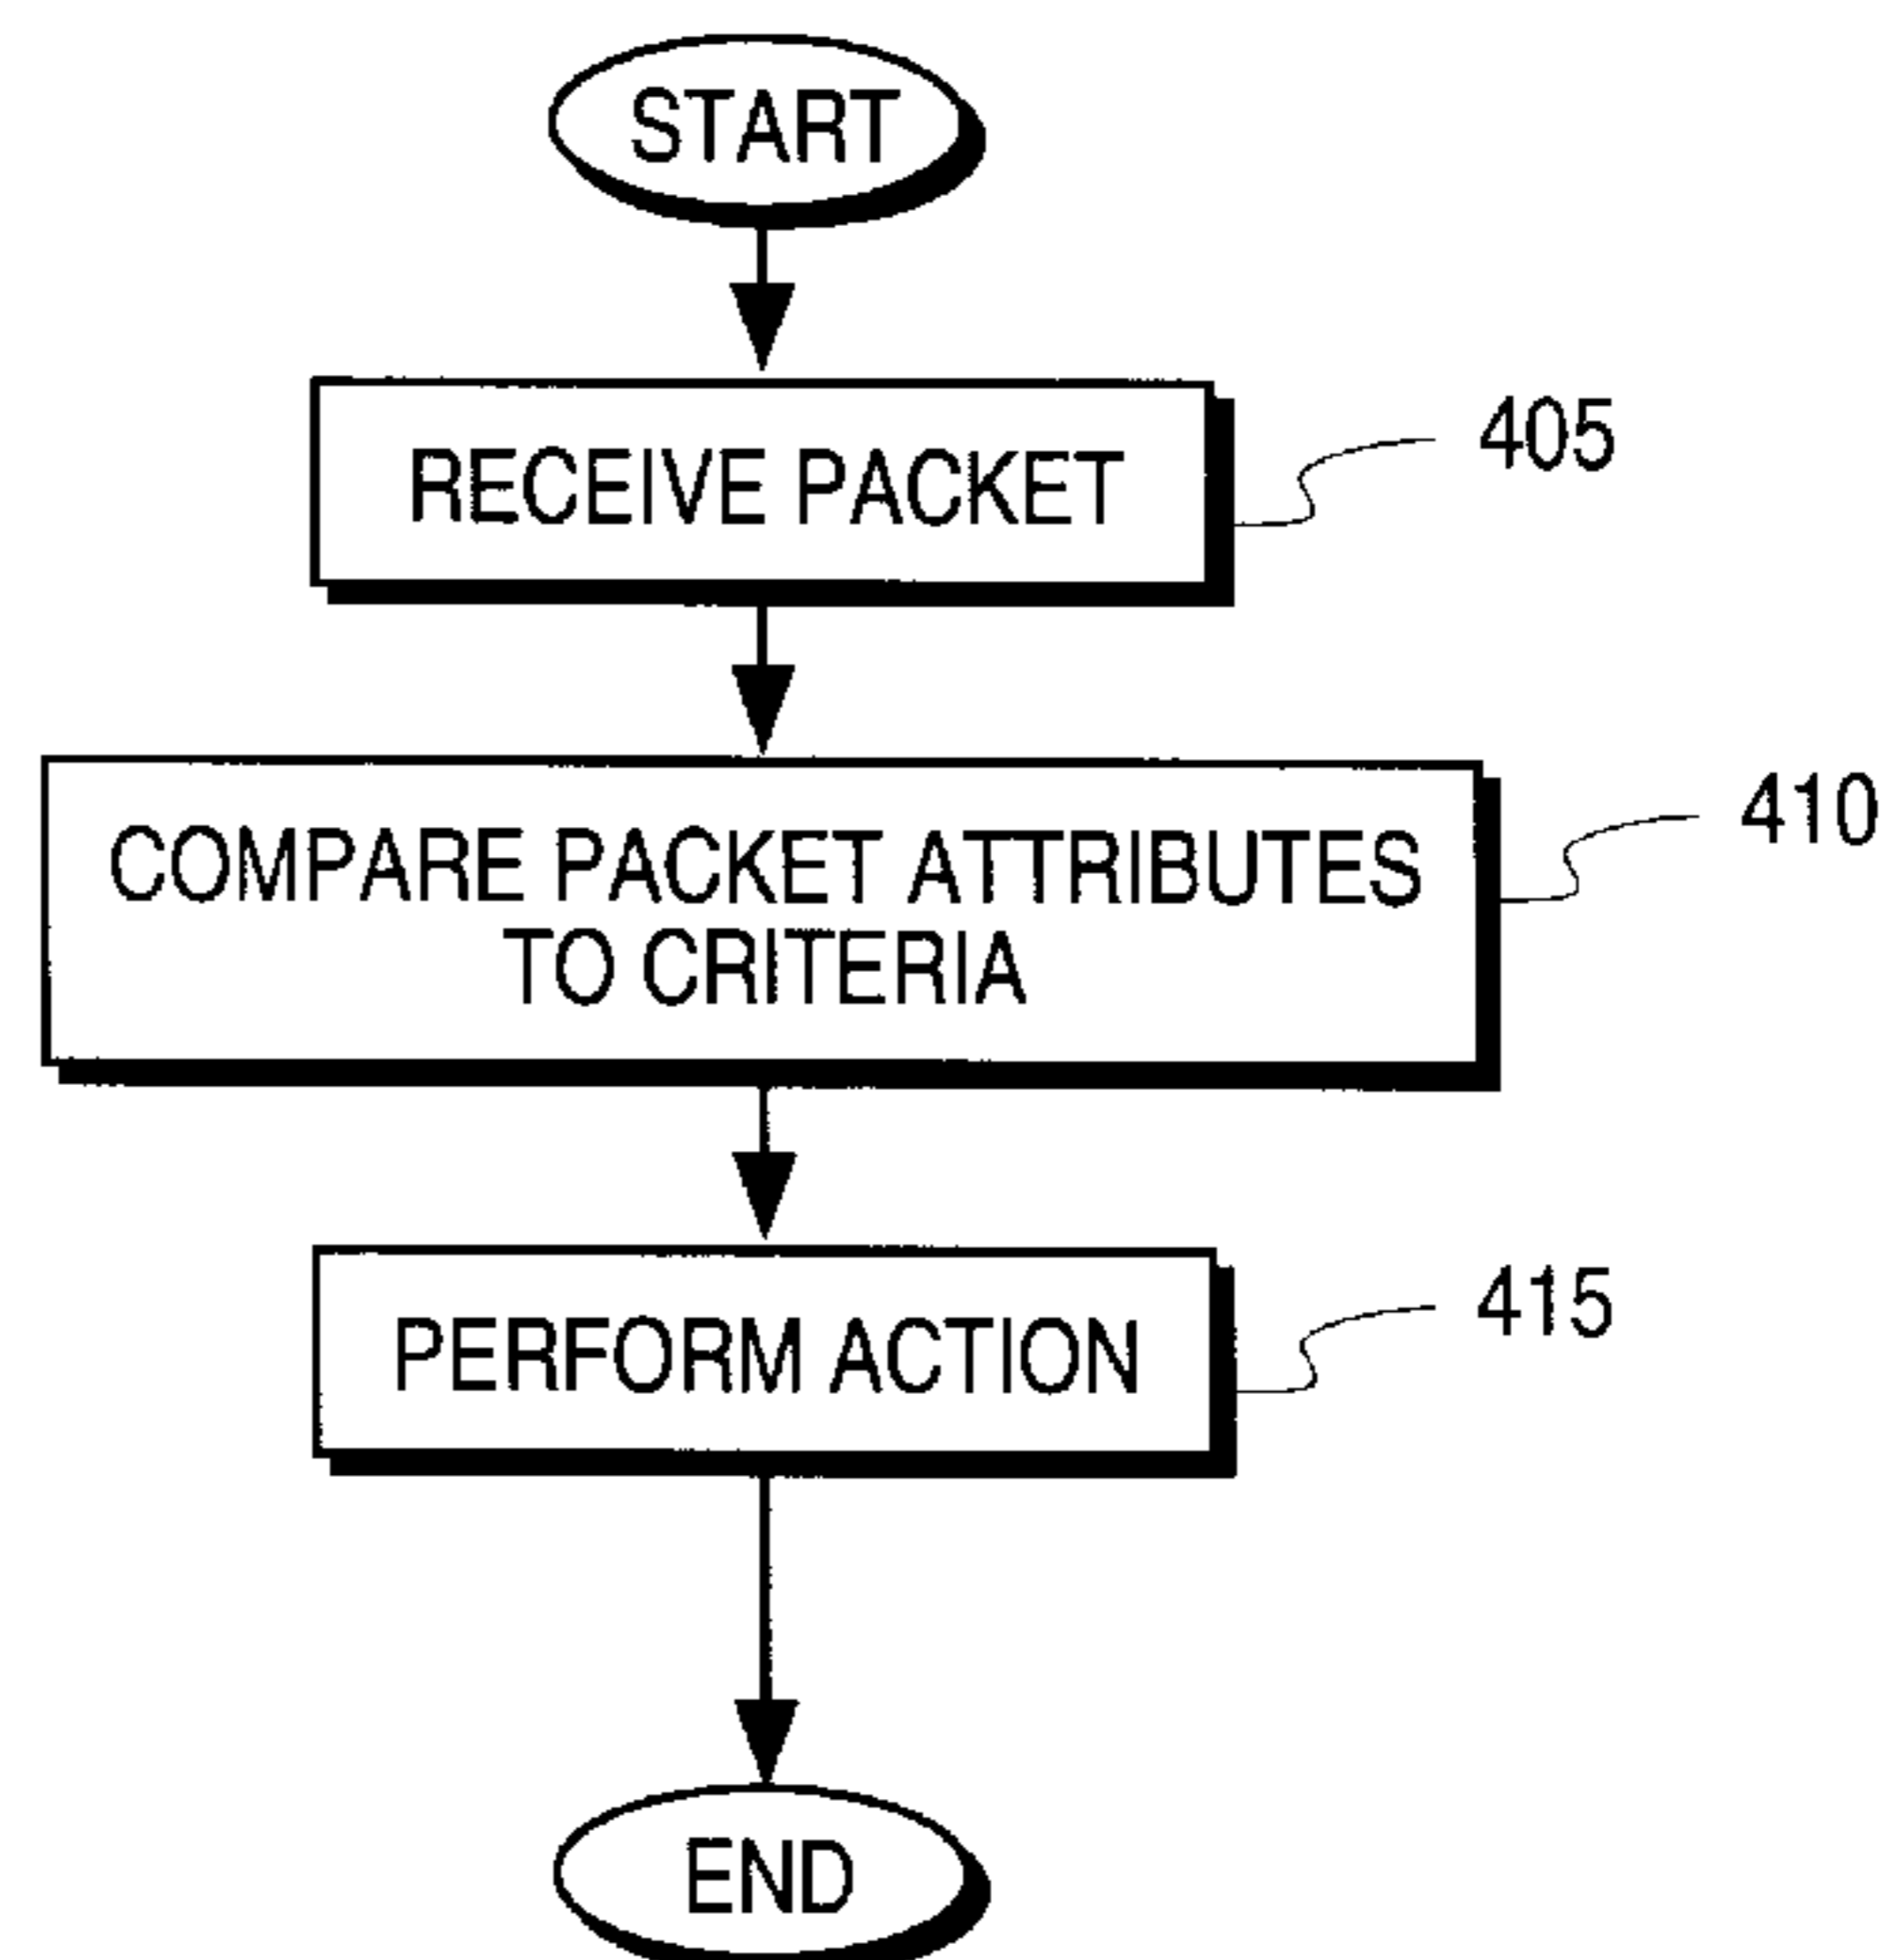 START
RECEIVE PACKET
405
COMPARE PACKET ATTRIBUTES
TO CRITERIA
410
PERFORM ACTION
415
END